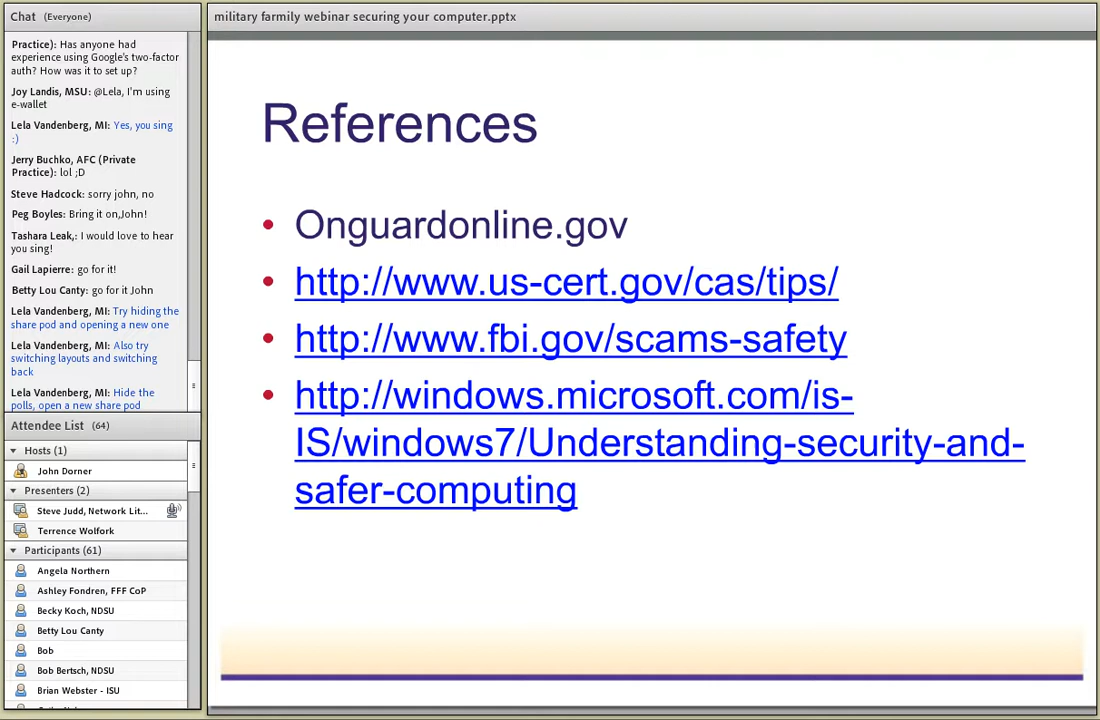 Chat (Everyone)
Practice): Has anyone had
experience using Google's two-factor
auth? How was it to set up?
Joy Landis, MSU: @Lela, I'm using
e-wallet
Lela Vandenberg, MI: Yes, you sing
:)
Jerry Buchko, AFC (Private
Practice): lol ;D
Steve Hadcock: sorry john, no
Peg Boyles: Bring it on,John!
Tashara Leak,: I would love to hear
you sing!
Gail Lapierre: go for it!
Betty Lou Canty: go for it John
Lela Vandenberg, MI: Try hiding the
share pod and opening a new one
Lela Vandenberg, MI: Also try
switching layouts and switching
back
Lela Vandenberg, MI: Hide the
polls, open a new share pod
Attendee List (64)
Hosts (1)
John Dorner
Presenters (2)
Steve Judd, Network Lit...
Terrence Wolfork
Participants (61)
Angela Northern
Ashley Fondren, FFF CoP
Becky Koch, NDSU
Betty Lou Canty
Bob
Bob Bertsch, NDSU
Brian Webster - ISU
military farmily webinar securing your computer.pptx
References
• Onguardonline.gov
• http://www.us-cert.gov/cas/tips/
• http://www.fbi.gov/scams-safety
• http://windows.microsoft.com/is-
IS/windows7/Understanding-security-and-
safer-computing